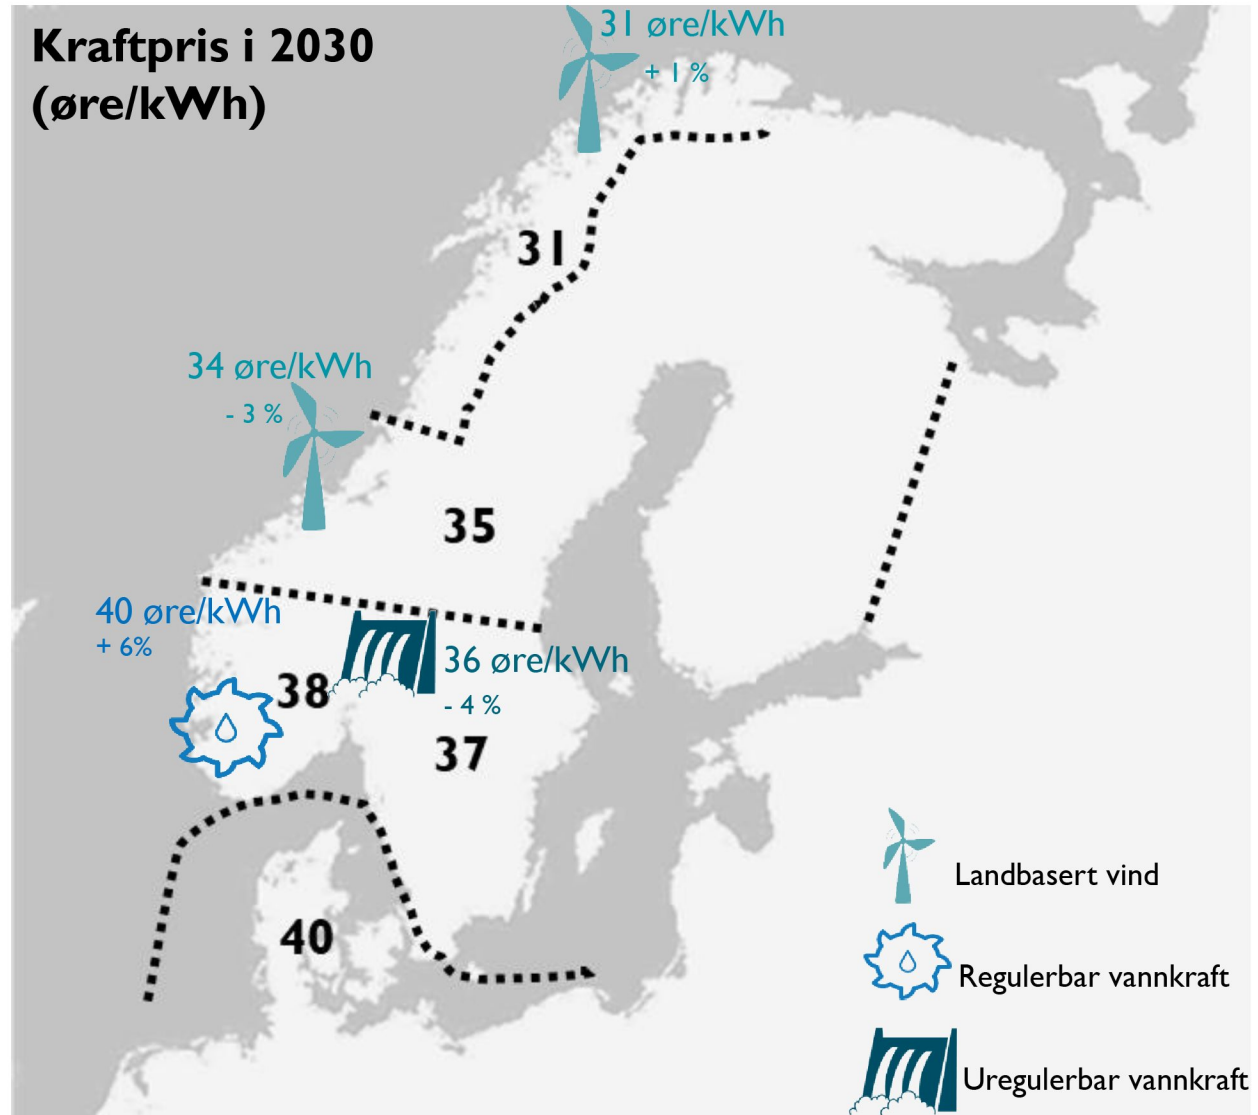 Kraftpris i 2030
(øre/kWh)
31 øre/kWh
+ 1 %
31
34 øre/kWh
- 3 %
35
40 øre/kWh
+ 6%
38
36 øre/kWh
- 4 %
37
40
Landbasert vind
Regulerbar vannkraft
Uregulerbar vannkraft